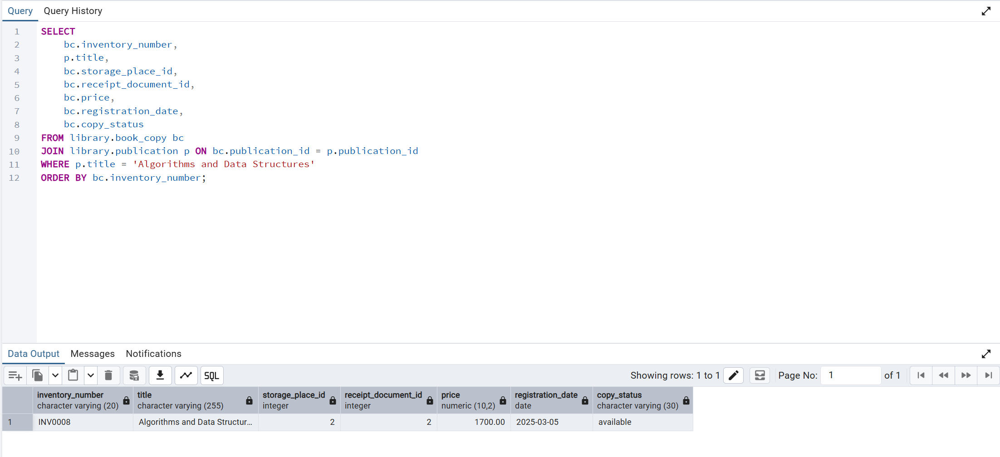 Query Query History
1 SELECT
2 bc.inventory_number,
3 p.title,
4 bc.storage_place_id,
5 bc.receipt_document_id,
6 bc.price,
7 bc.registration_date,
8 bc.copy_status
9 FROM library.book_copy bc
10 JOIN library.publication p ON bc.publication_id = p.publication_id
11 WHERE p.title = 'Algorithms and Data Structures'
12 ORDER BY bc.inventory_number;
Data Output Messages Notifications
SQL Showing rows: 1 to 1 Page No: 1 of 1
inventory_number title storage_place_id receipt_document_id price registration_date copy_status
character varying (20) character varying (255) integer integer numeric (10,2) date character varying (30)
1 INV0008 Algorithms and Data Structur... 2 2 1700.00 2025-03-05 available